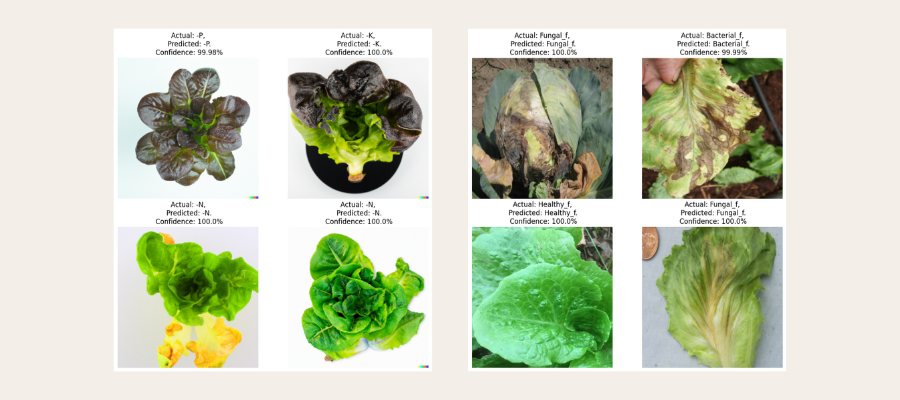 Actual: -P,
Predicted: -P.
Confidence: 99.98%
Actual: -K,
Predicted: -K.
Confidence: 100.0%
Actual: -N,
Predicted: -N.
Confidence: 100.0%
Actual: -N,
Predicted: -N.
Confidence: 100.0%
Actual: Fungal_f,
Predicted: Fungal_f.
Confidence: 100.0%
Actual: Bacterial_f,
Predicted: Bacterial_f.
Confidence: 99.99%
Actual: Healthy_f,
Predicted: Healthy_f.
Confidence: 100.0%
Actual: Fungal_f,
Predicted: Fungal_f.
Confidence: 100.0%